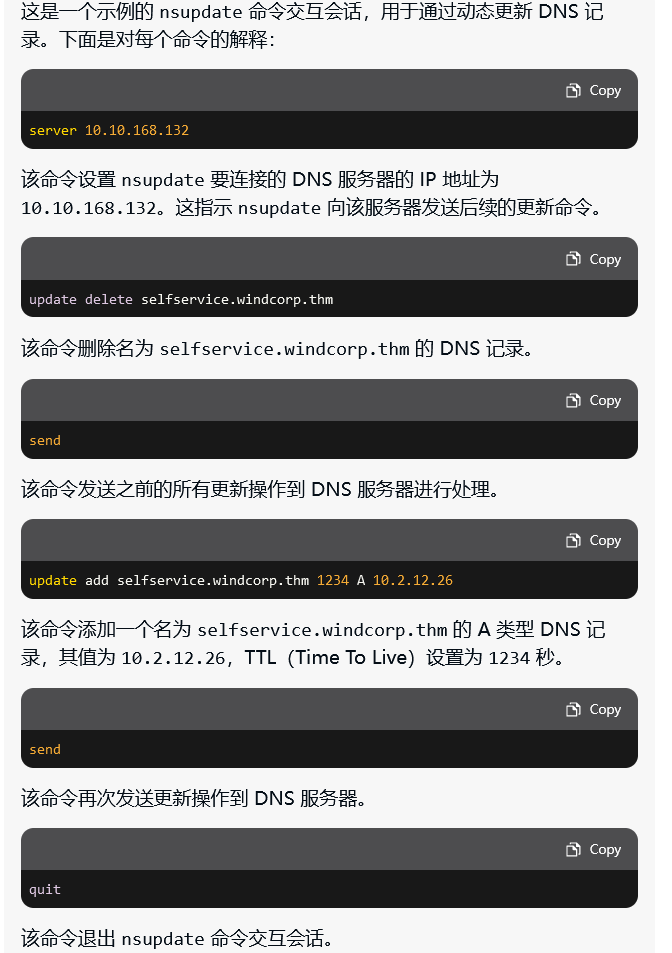 这是一个示例的 nsupdate 命令交互会话，用于通过动态更新 DNS 记
录。下面是对每个命令的解释：
Copy
server 10.10.168.132
该命令设置 nsupdate 要连接的 DNS 服务器的 IP 地址为
10.10.168.132。这指示 nsupdate 向该服务器发送后续的更新命令。
Copy
update delete selfservice.windcorp.thm
该命令删除名为 selfservice.windcorp.thm 的 DNS 记录。
Copy
send
该命令发送之前的所有更新操作到 DNS 服务器进行处理。
Copy
update add selfservice.windcorp.thm 1234 A 10.2.12.26
该命令添加一个名为 selfservice.windcorp.thm 的 A 类型 DNS 记
录，其值为 10.2.12.26，TTL（Time To Live）设置为 1234 秒。
Copy
send
该命令再次发送更新操作到 DNS 服务器。
Copy
quit
该命令退出 nsupdate 命令交互会话。